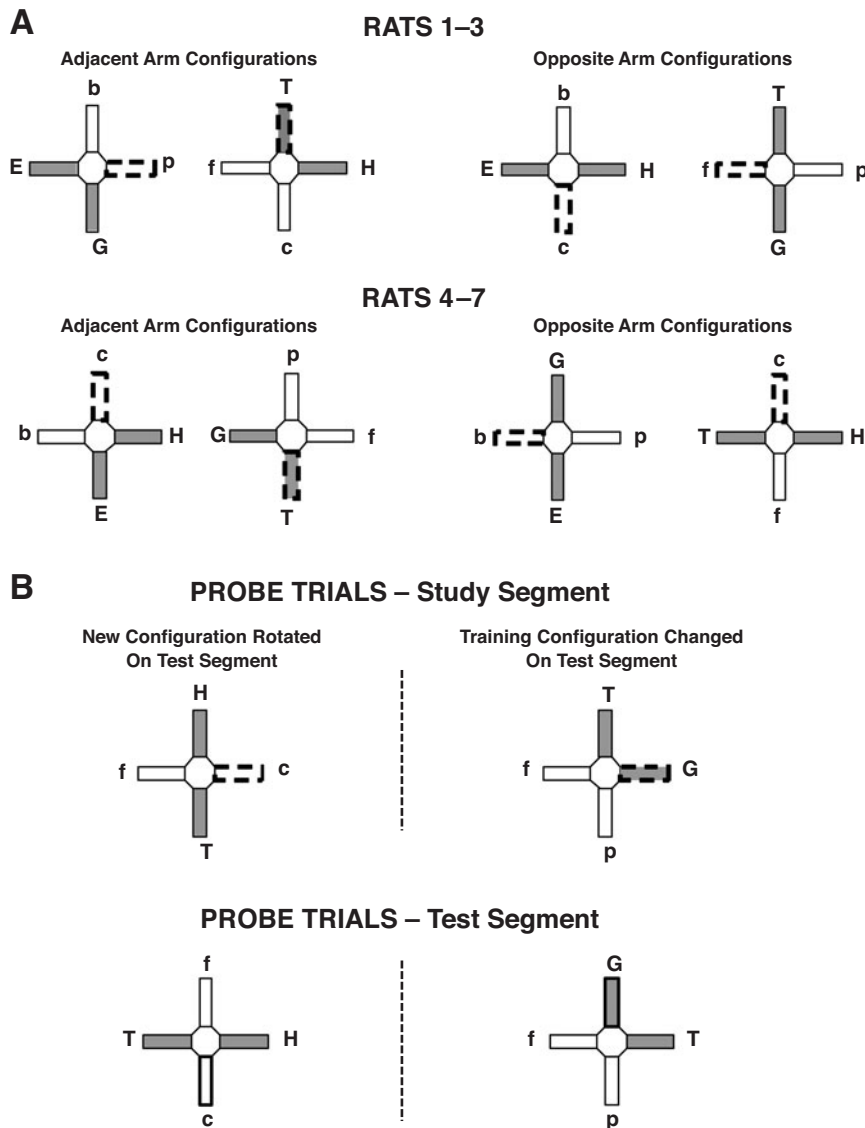 A
RATS 1–3
Adjacent Arm Configurations
Opposite Arm Configurations
b
T
b
T
E
p
f
H
E
H
f
p
G
c
c
G
RATS 4–7
Adjacent Arm Configurations
Opposite Arm Configurations
c
p
G
c
b
H
G
f
b
p
T
H
E
T
E
f
B
PROBE TRIALS – Study Segment
New Configuration Rotated
On Test Segment
Training Configuration Changed
On Test Segment
H
T
f
c
f
G
T
p
PROBE TRIALS – Test Segment
f
G
T
H
f
T
c
p